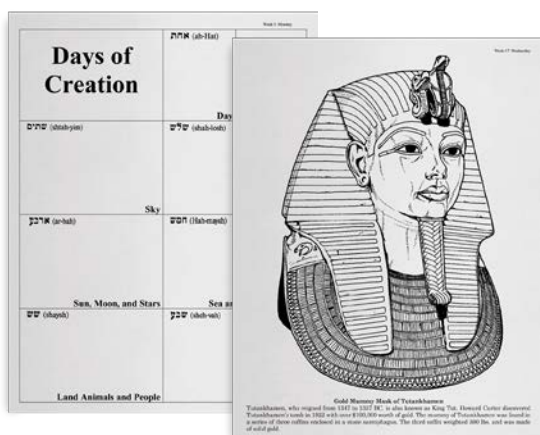 Week 1 Monday
Days of
Creation
אחת (ah-Hat)
Day
שתים (shtah-yim)
שלש (shah-losh)
Sky
ארבע (ar-bah)
חמש (Hah-maysh)
Sun, Moon, and Stars
Sea
שש (shaysh)
שבע (sheh-vah)
Land Animals and People
Week 17 Wednesday
Gold Mummy Mask of Tutankhamen
Tutankhamen, who reigned from 1347 to 1337 BC, is also known as King Tut. Howard Carter discovered
Tutankhamen's tomb in 1922 with over $100,000 worth of gold. The mummy of Tutankhamen was found in
a series of three coffins enclosed in a stone sarcophagus. The third coffin weighted 300 lbs. and was made
of solid gold.